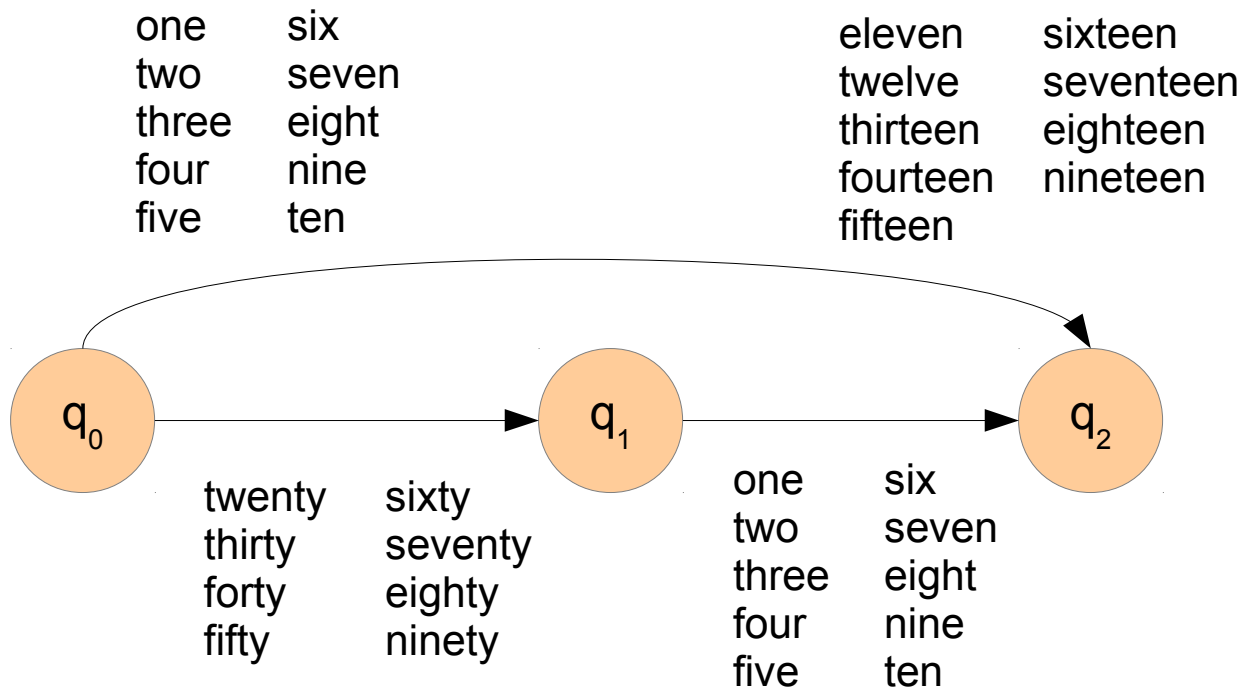 one six
two seven
three eight
four nine
five ten
eleven sixteen
twelve seventeen
thirteen eighteen
fourteen nineteen
fifteen
q0 q1 q2
twenty sixty
thirty seventy
forty eighty
fifty ninety
one six
two seven
three eight
four nine
five ten